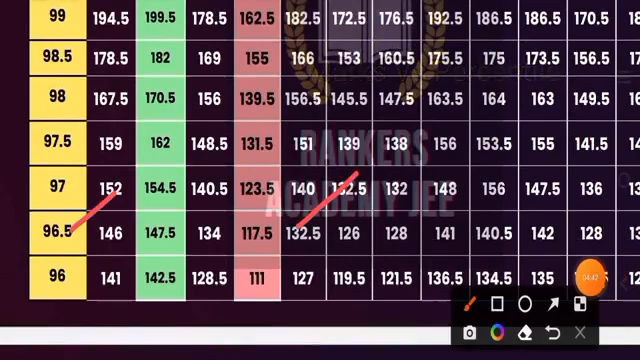 99 194.5 199.5 178.5 162.5 182.5 172.5 176.5 192.5 186.5 186.5 170.5 18
98.5 178.5 182 169 155 166 153 160.5 175.5 175 173.5 156.5 17
98 167.5 170.5 156 139.5 156.5 145.5 147.5 163.5 164 163 149.5 16
97.5 159 162 148.5 131.5 151 139 138 156 153.5 155 141.5 14
RANKERS
97 152 154.5 140.5 123.5 140 132.5 132 148 156 147.5 136 13
ACADEMY JEE
96.5 146 147.5 134 117.5 132.5 126 128 141 140.5 142 128 13
96 141 142.5 128.5 111 127 119.5 121.5 136.5 134.5 135 12
04:42